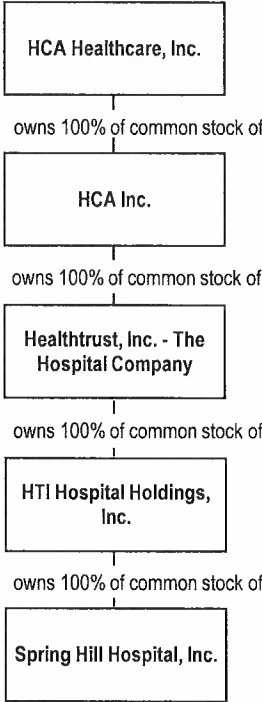 HCA Healthcare, Inc.
owns 100% of common stock of
HCA Inc.
owns 100% of common stock of
Healthtrust, Inc. - The
Hospital Company
owns 100% of common stock of
HTI Hospital Holdings,
Inc.
owns 100% of common stock of
Spring Hill Hospital, Inc.